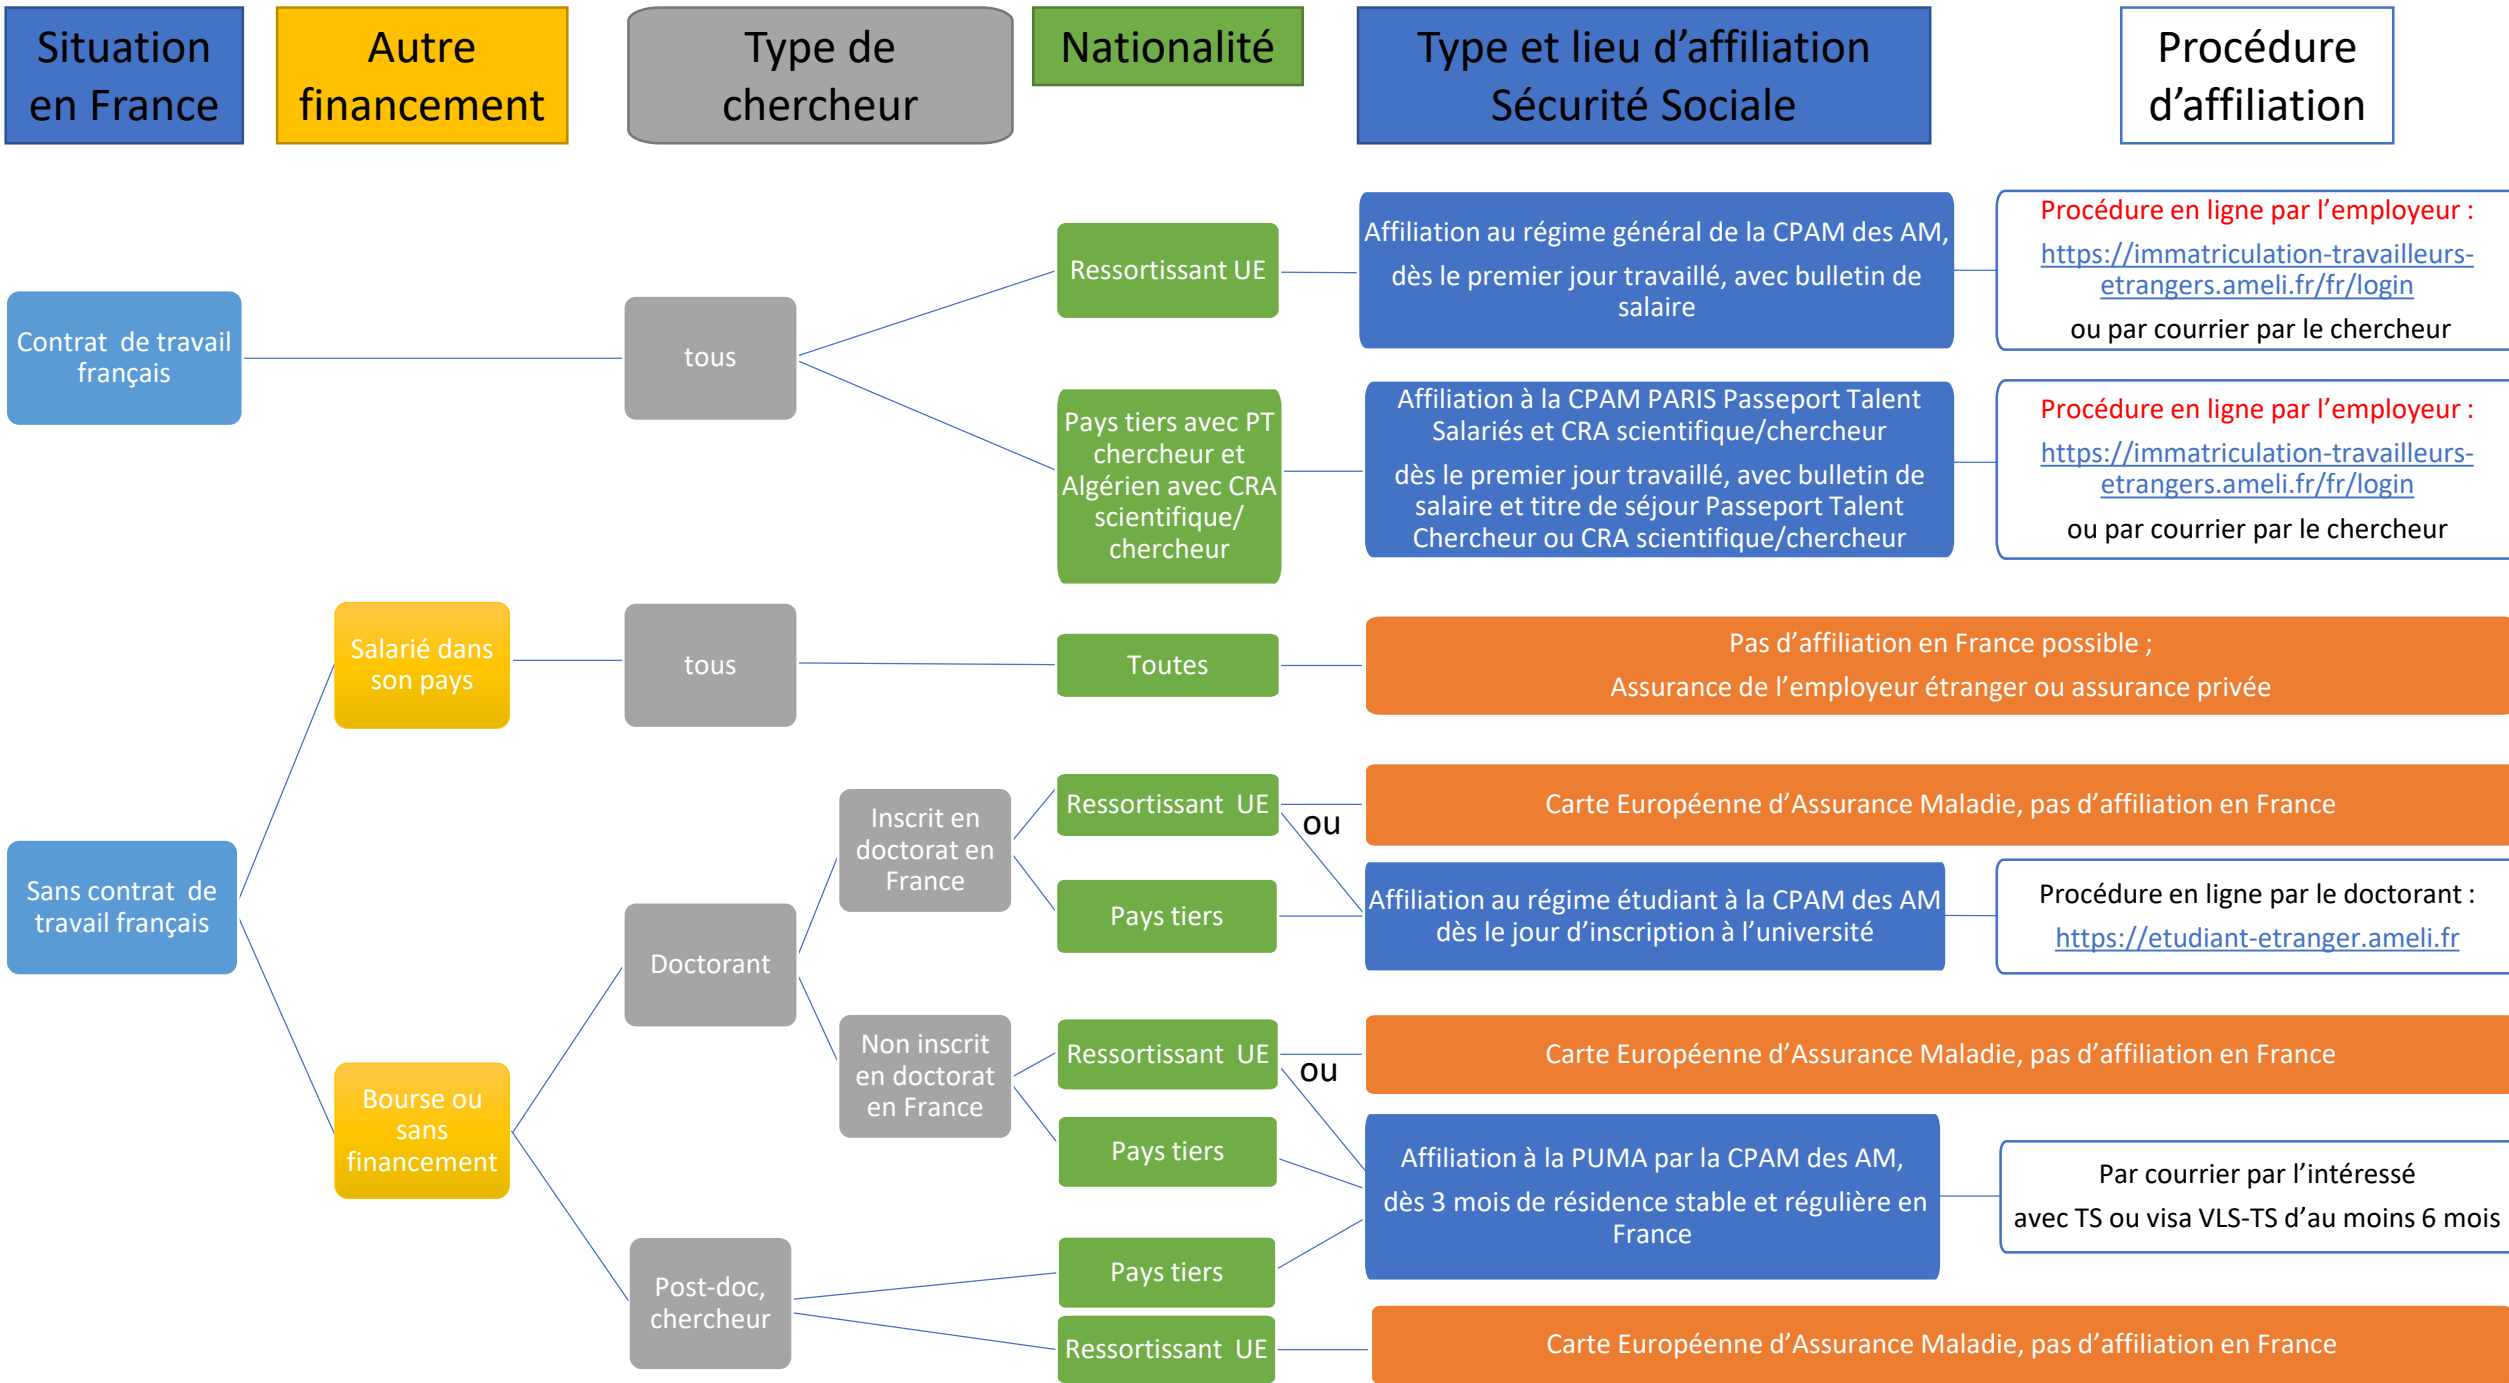 Situation
en France
Autre
financement
Type de
chercheur
Nationalité
Type et lieu d'affiliation
Sécurité Sociale
Procédure
d'affiliation
Contrat de travail
français
tous
Ressortissant UE
Affiliation au régime général de la CPAM des AM,
dès le premier jour travaillé, avec bulletin de
salaire
Procédure en ligne par l'employeur :
https://immatriculation-travailleurs-
etrangers.ameli.fr/fr/login
ou par courrier par le chercheur
Pays tiers avec PT
chercheur et
Algérien avec CRA
scientifique/
chercheur
Affiliation à la CPAM PARIS Passeport Talent
Salariés et CRA scientifique/chercheur
dès le premier jour travaillé, avec bulletin de
salaire et titre de séjour Passeport Talent
Chercheur ou CRA scientifique/chercheur
Procédure en ligne par l'employeur :
https://immatriculation-travailleurs-
etrangers.ameli.fr/fr/login
ou par courrier par le chercheur
Sans contrat de
travail français
Salarié dans
son pays
tous
Toutes
Pas d'affiliation en France possible ;
Assurance de l'employeur étranger ou assurance privée
Bourse ou
sans
financement
Doctorant
Inscrit en
doctorat en
France
Ressortissant UE
ou
Carte Européenne d'Assurance Maladie, pas d'affiliation en France
Pays tiers
Affiliation au régime étudiant à la CPAM des AM
dès le jour d'inscription à l'université
Procédure en ligne par le doctorant :
https://etudiant-etranger.ameli.fr
Non inscrit
en doctorat
en France
Ressortissant UE
ou
Carte Européenne d'Assurance Maladie, pas d'affiliation en France
Pays tiers
Affiliation à la PUMA par la CPAM des AM,
dès 3 mois de résidence stable et régulière en
France
Par courrier par l'intéressé
avec TS ou visa VLS-TS d'au moins 6 mois
Post-doc,
chercheur
Pays tiers
Ressortissant UE
Carte Européenne d'Assurance Maladie, pas d'affiliation en France